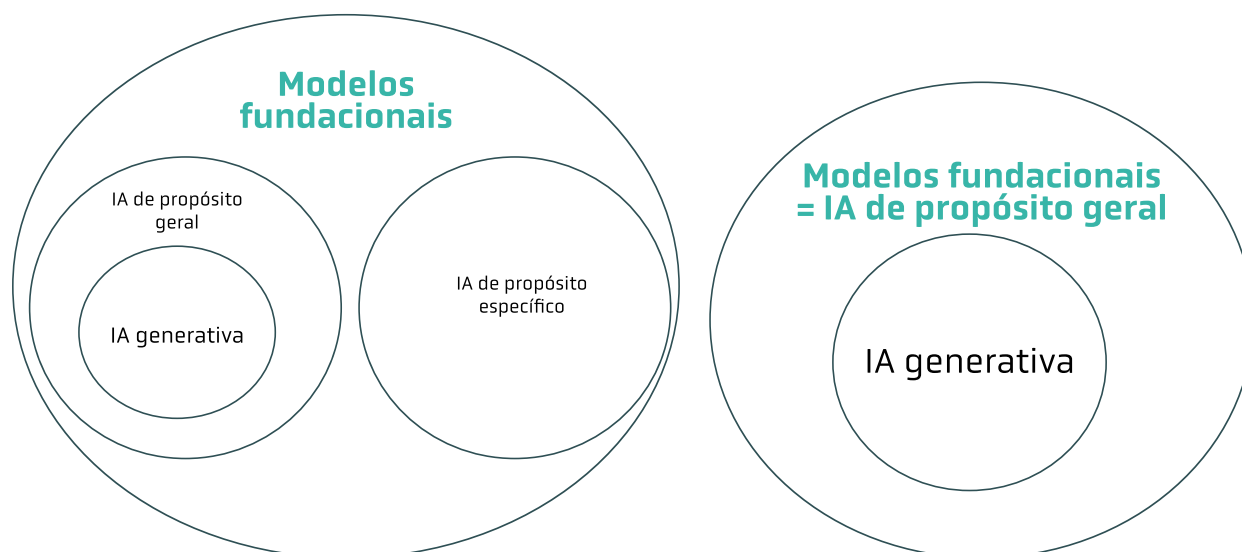 Modelos
fundacionais
IA de propósito
geral
IA generativa
IA de propósito
específico
Modelos fundacionais
= IA de propósito geral
IA generativa